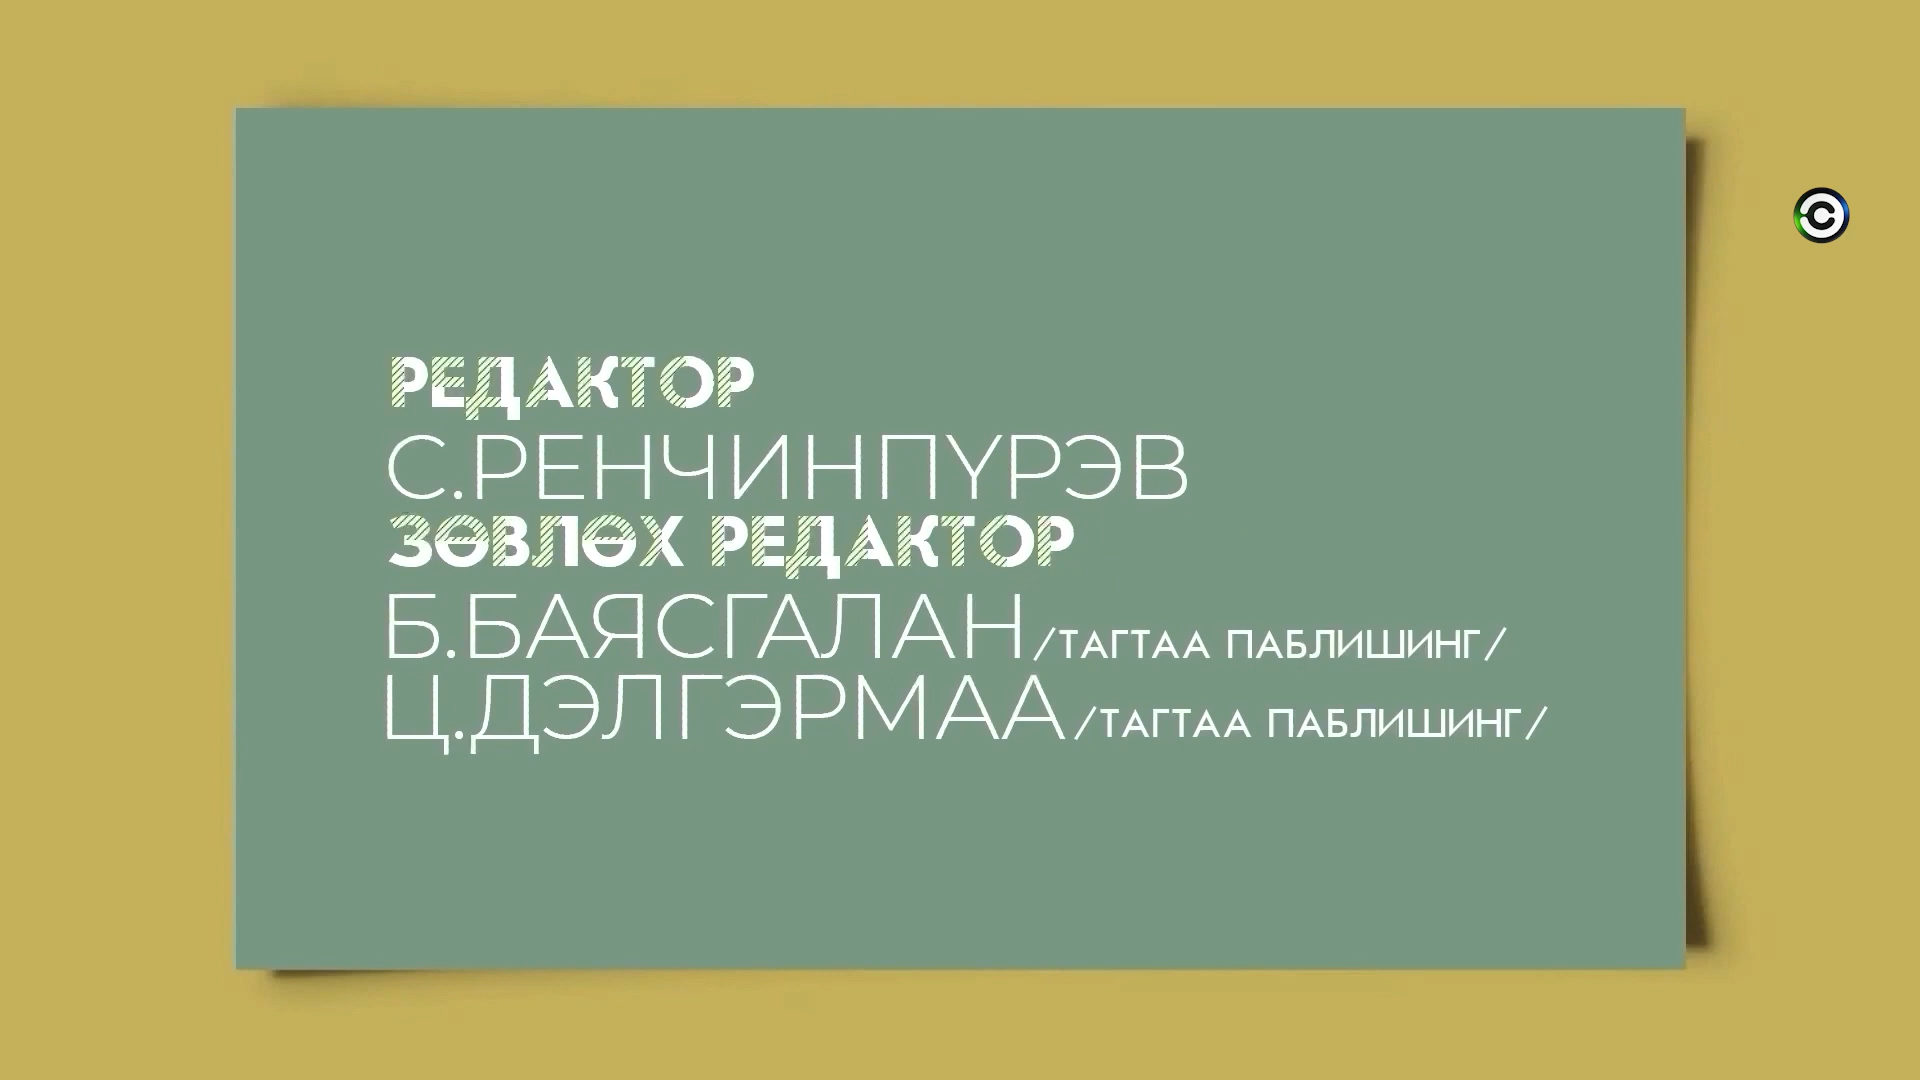 РЕДАКТОР
С.РЕНЧИНПҮРЭВ
ЗӨВЛӨХ РЕДАКТОР
Б.БАЯСГАЛАН/ТАГТАА ПАБЛИШИНГ/
Ц.ДЭЛГЭРМАА/ТАГТАА ПАБЛИШИНГ/